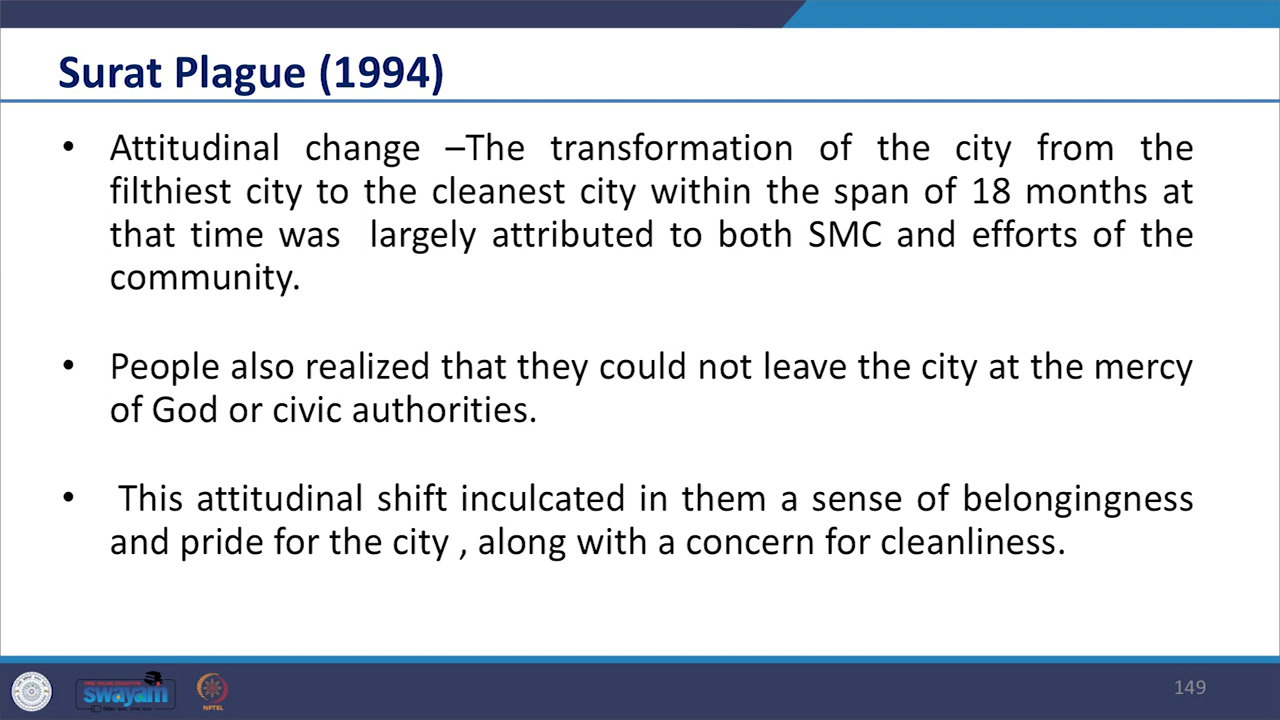 Surat Plague (1994)
• Attitudinal change –The transformation of the city from the
filthiest city to the cleanest city within the span of 18 months at
that time was largely attributed to both SMC and efforts of the
community.
• People also realized that they could not leave the city at the mercy
of God or civic authorities.
• This attitudinal shift inculcated in them a sense of belongingness
and pride for the city , along with a concern for cleanliness.
swayam
NPTEL
149